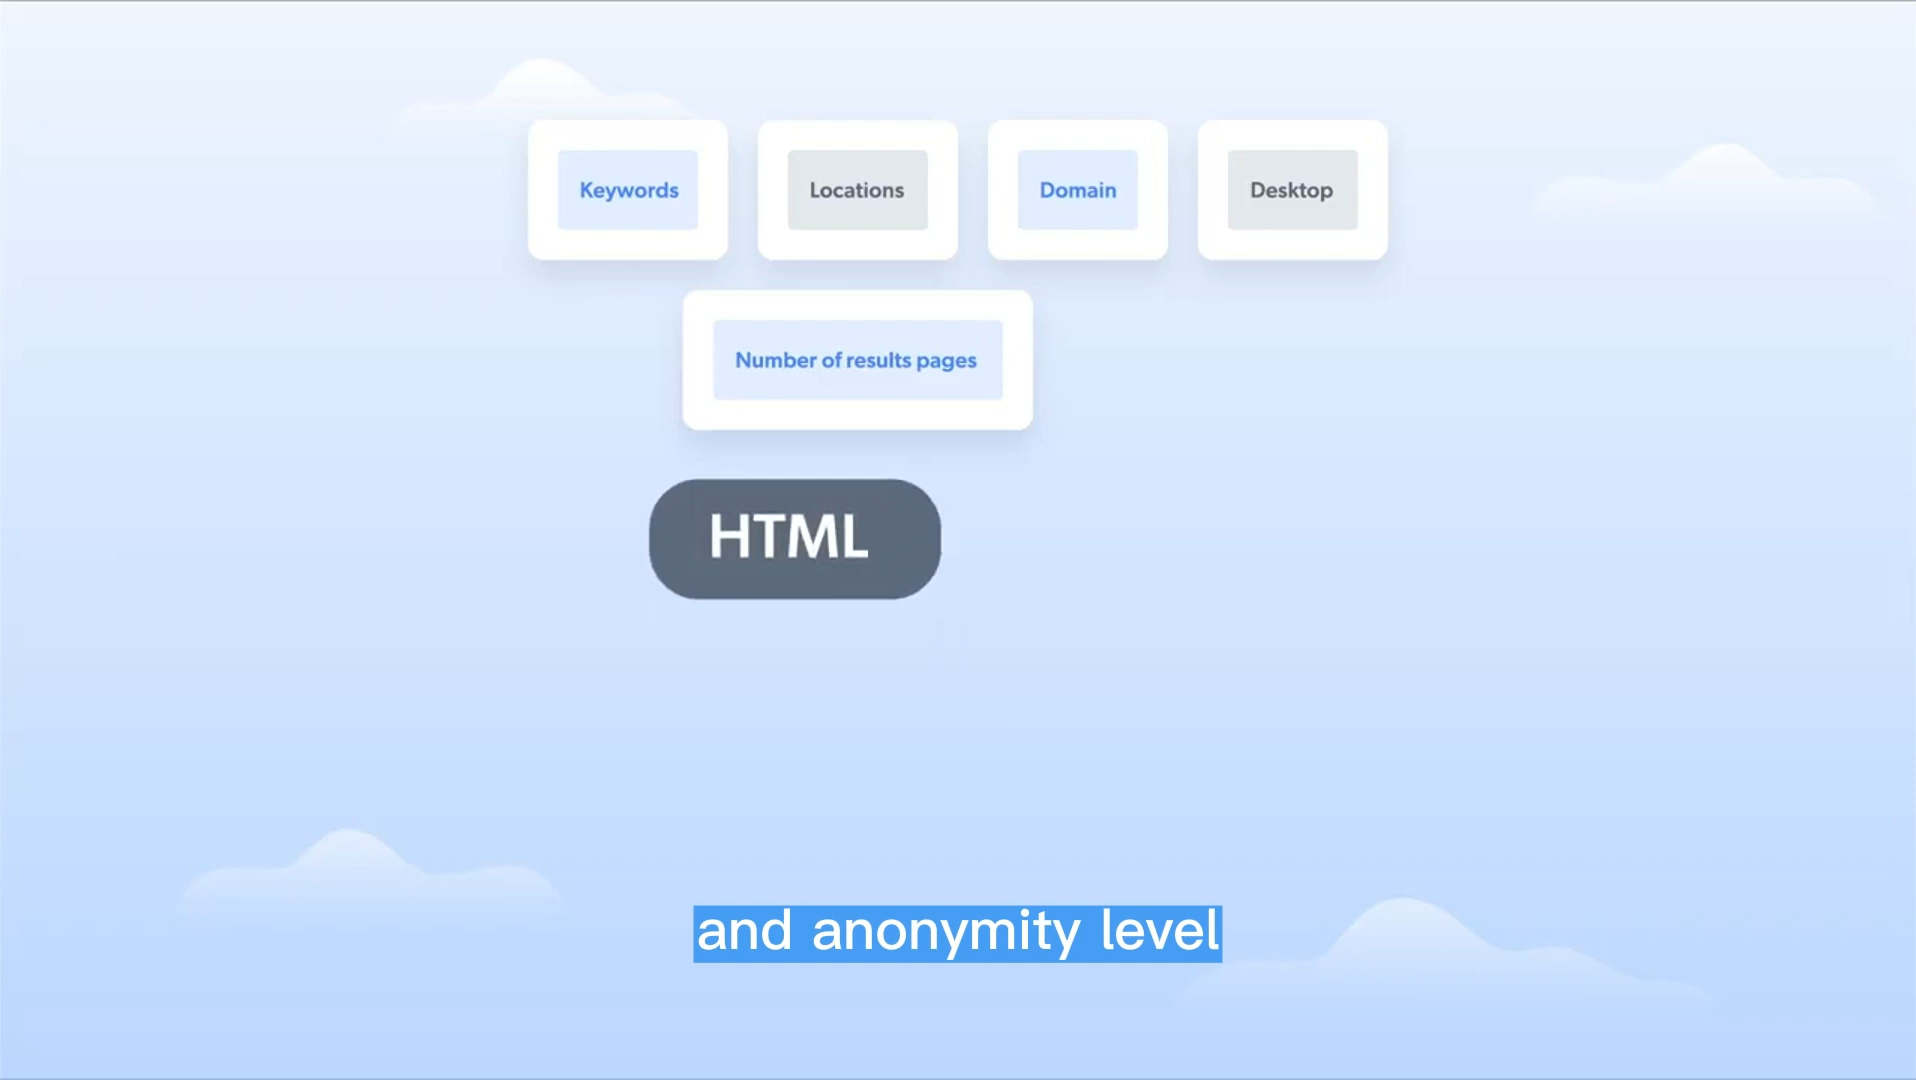 Keywords Locations Domain Desktop
Number of results pages
HTML
and anonymity level